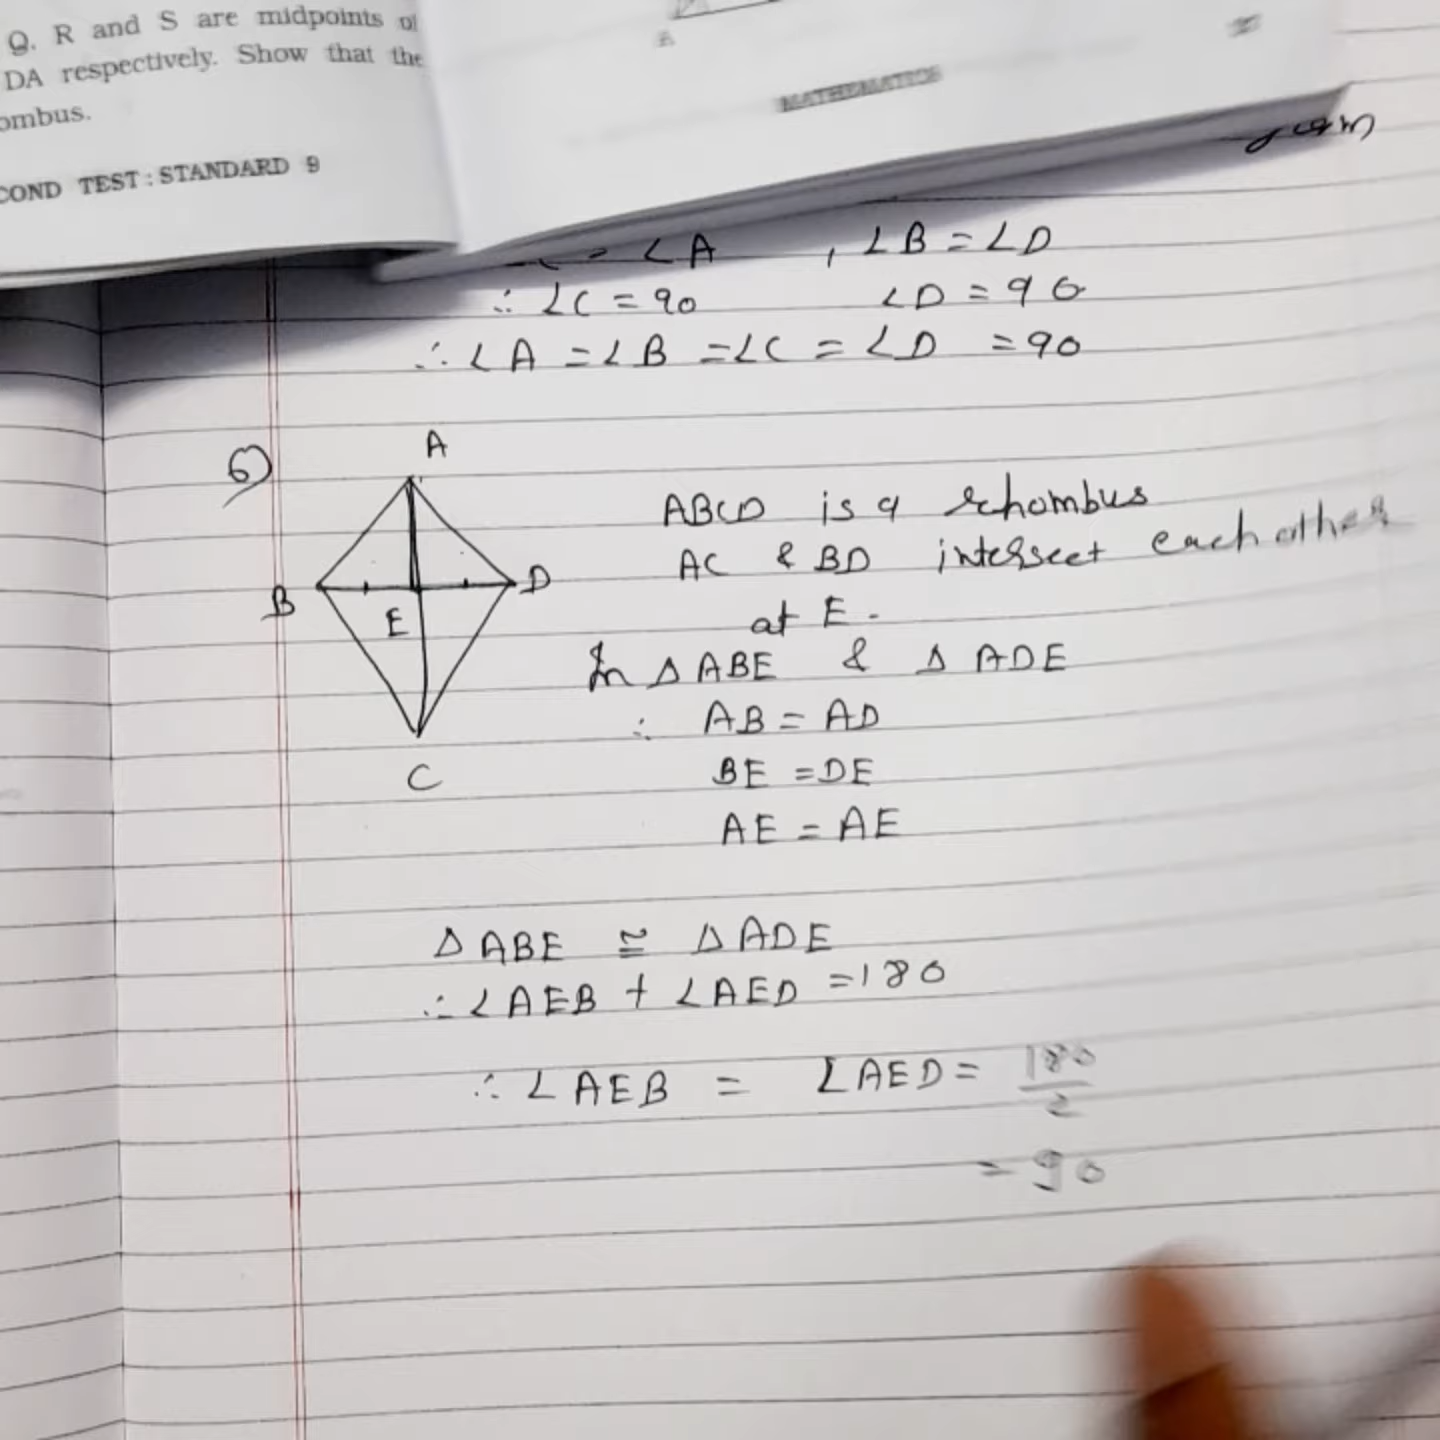 Q. R and S are midpoints of
DA respectively. Show that the
ombus.
COND TEST : STANDARD 9
MATHEMATICS
= ∠A , ∠B = ∠D
∴ ∠C = 90 ∠D = 90
∴ ∠A = ∠B = ∠C = ∠D = 90
6)
A
B
D
E
C
ABCD is a rhombus
AC & BD intersect each other
at E.
In Δ ABE & Δ ADE
∴ AB = AD
BE = DE
AE = AE
Δ ABE ≅ Δ ADE
∴ ∠AEB + ∠AED = 180
∴ ∠AEB = ∠AED = 180/2
= 90